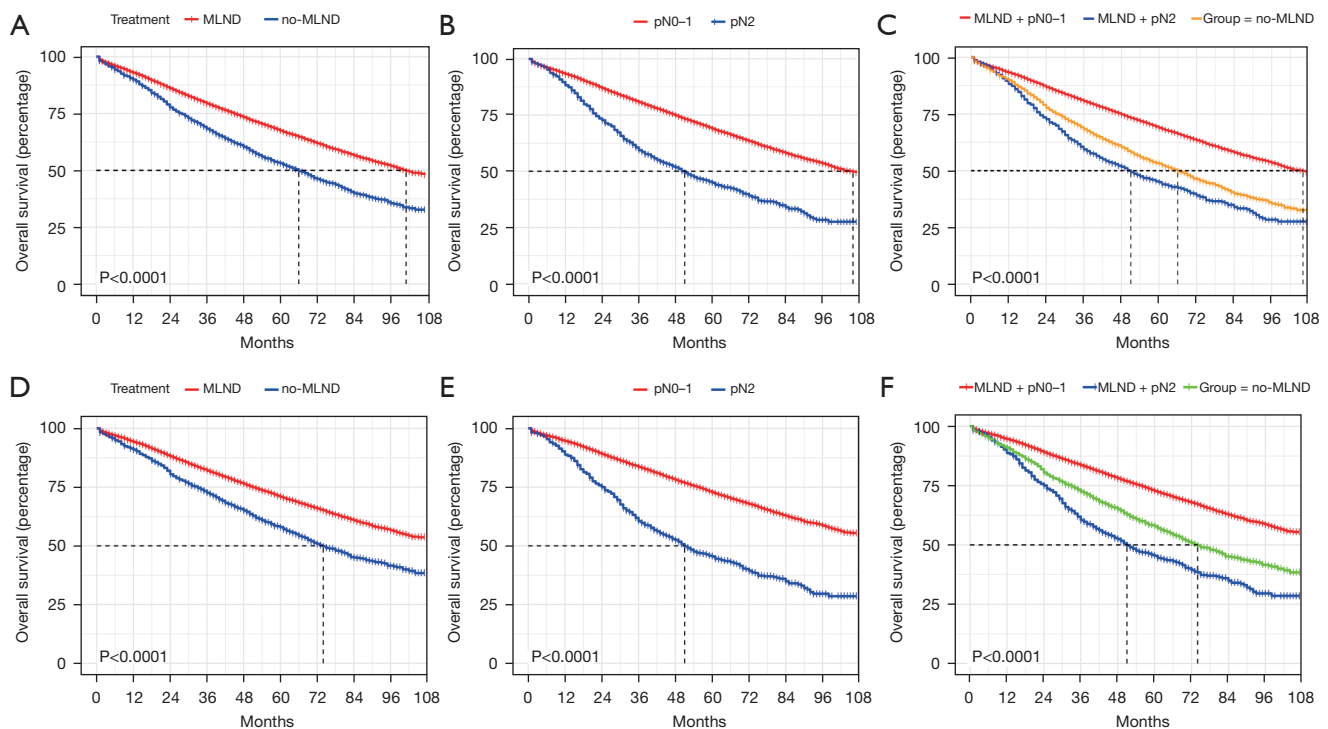 A
Treatment MLND no-MLND
Overall survival (percentage)
100
75
50
25
0
P<0.0001
0 12 24 36 48 60 72 84 96 108
Months
B
pN0–1 pN2
Overall survival (percentage)
100
75
50
25
0
P<0.0001
0 12 24 36 48 60 72 84 96 108
Months
C
MLND + pN0–1 MLND + pN2 Group = no-MLND
Overall survival (percentage)
100
75
50
25
0
P<0.0001
0 12 24 36 48 60 72 84 96 108
Months
D
Treatment MLND no-MLND
Overall survival (percentage)
100
75
50
25
0
P<0.0001
0 12 24 36 48 60 72 84 96 108
Months
E
pN0–1 pN2
Overall survival (percentage)
100
75
50
25
0
P<0.0001
0 12 24 36 48 60 72 84 96 108
Months
F
MLND + pN0–1 MLND + pN2 Group = no-MLND
Overall survival (percentage)
100
75
50
25
0
P<0.0001
0 12 24 36 48 60 72 84 96 108
Months